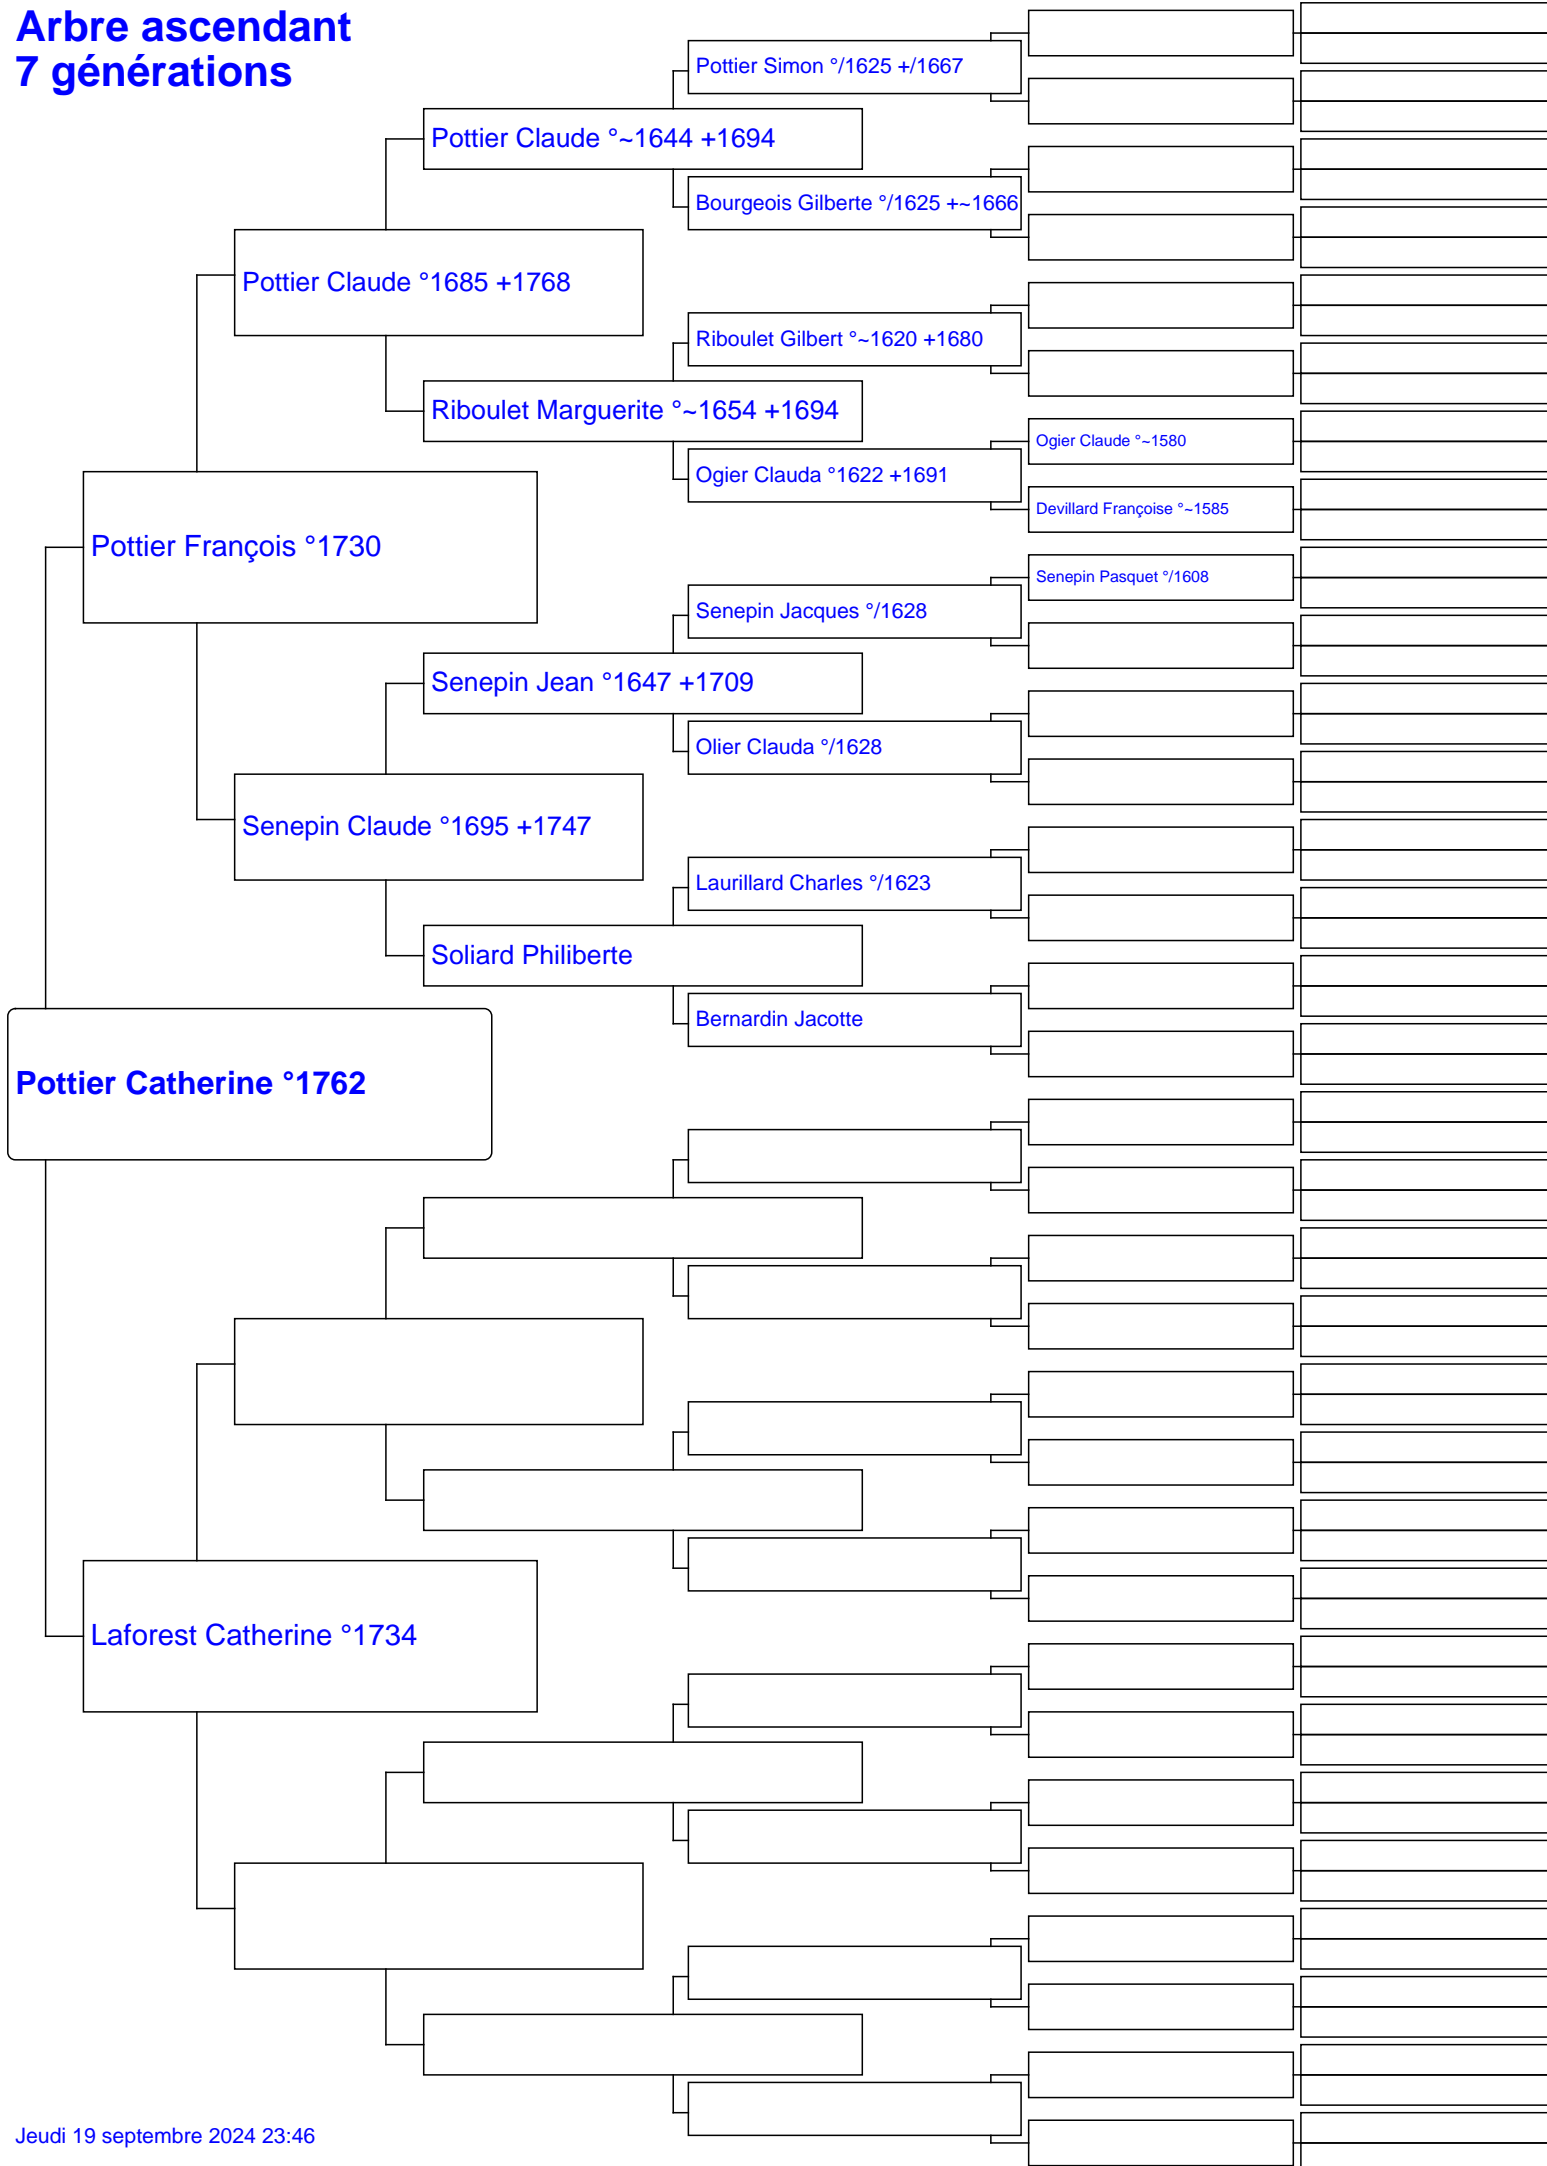 Arbre ascendant
7 générations
Pottier Simon °/1625 +/1667
Pottier Claude °~1644 +1694
Bourgeois Gilberte °/1625 +~1666
Pottier Claude °1685 +1768
Riboulet Gilbert °~1620 +1680
Riboulet Marguerite °~1654 +1694
Ogier Claude °~1580
Ogier Clauda °1622 +1691
Devillard Françoise °~1585
Pottier François °1730
Senepin Pasquet °/1608
Senepin Jacques °/1628
Senepin Jean °1647 +1709
Olier Clauda °/1628
Senepin Claude °1695 +1747
Laurillard Charles °/1623
Soliard Philiberte
Bernardin Jacotte
Pottier Catherine °1762
Laforest Catherine °1734
Jeudi 19 septembre 2024 23:46